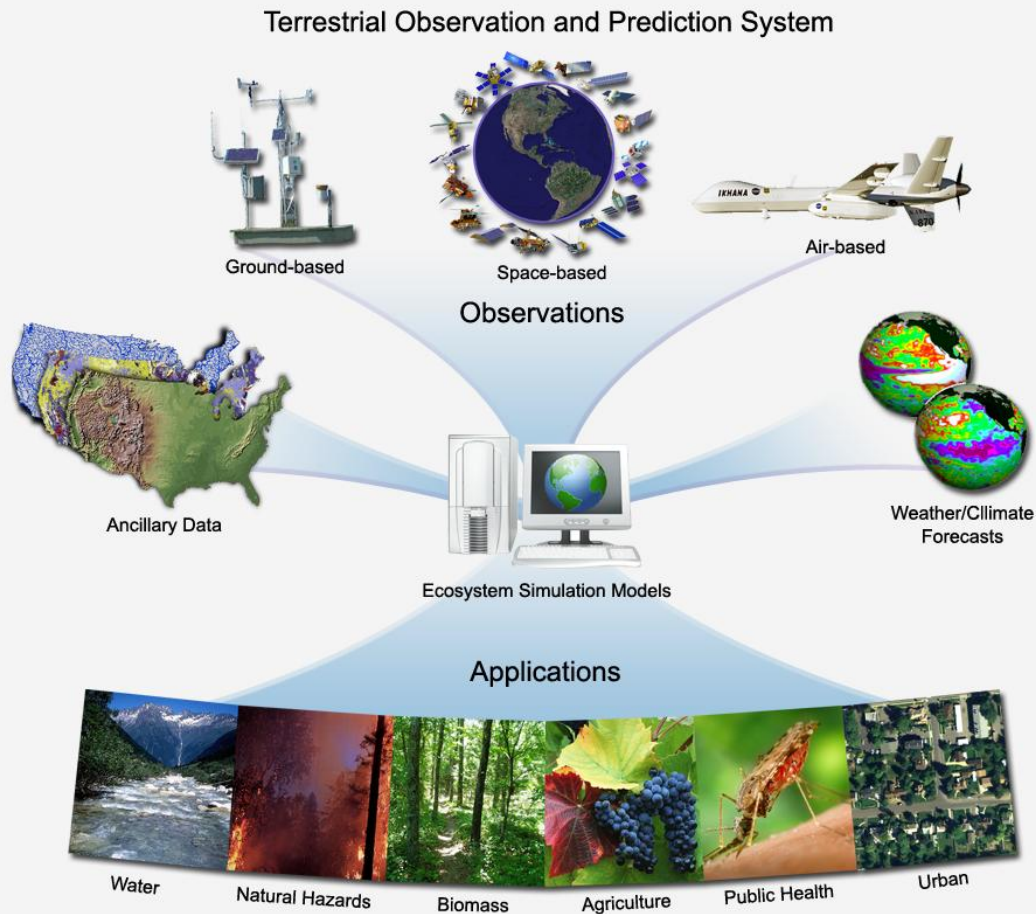 Terrestrial Observation and Prediction System
IKHANA
870
Ground-based
Space-based
Air-based
Observations
Ancillary Data
Weather/Cllimate
Forecasts
Ecosystem Simulation Models
Applications
Water
Natural Hazards
Biomass
Agriculture
Public Health
Urban